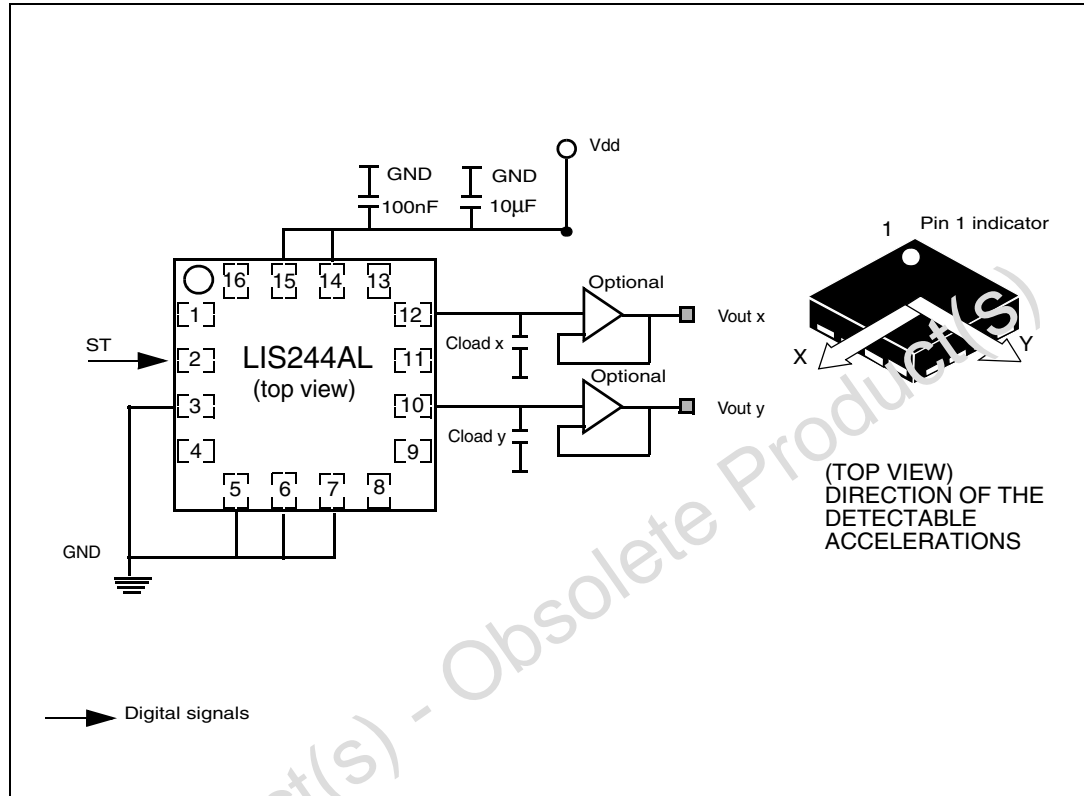 Vdd
GND
GND
100nF
10µF
1
Pin 1 indicator
16
15
14
13
Optional
1
12
Vout x
ST
Cload x
X
Y
2
LIS244AL
11
(top view)
Optional
3
10
Vout y
Cload y
4
9
5
6
7
8
(TOP VIEW)
DIRECTION OF THE
DETECTABLE
ACCELERATIONS
GND
Digital signals
ct(s) - Obsolete Product(s)